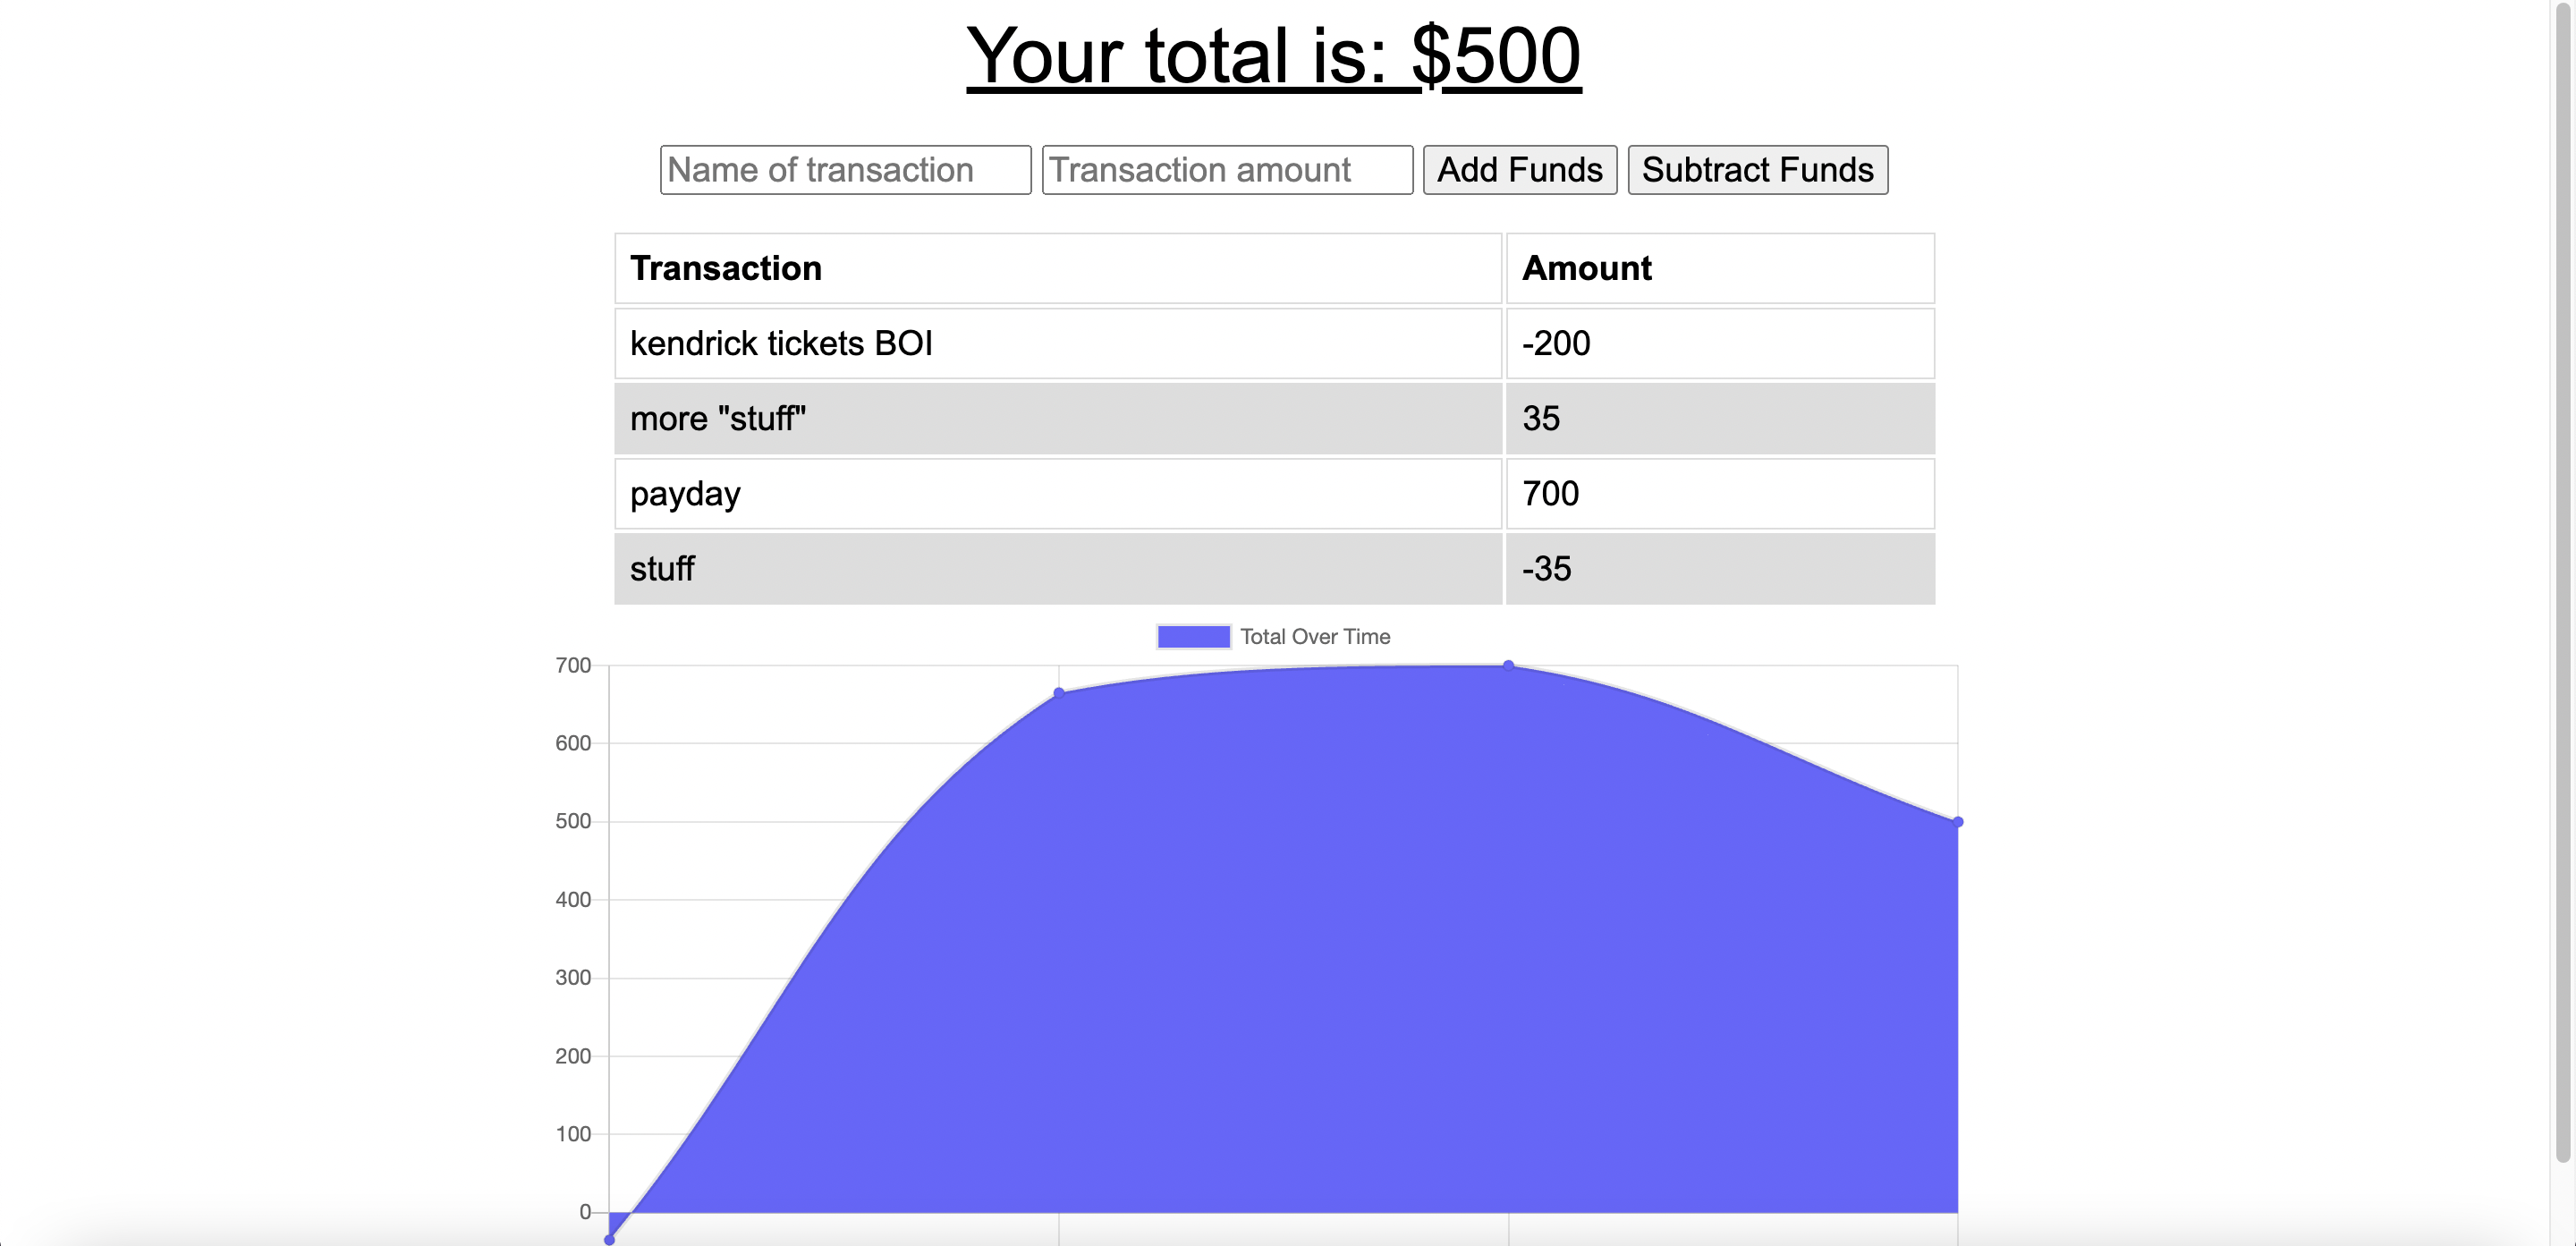 Your total is: $500
Name of transaction Transaction amount Add Funds Subtract Funds
Transaction Amount
kendrick tickets BOI -200
more "stuff" 35
payday 700
stuff -35
Total Over Time
700
600
500
400
300
200
100
0